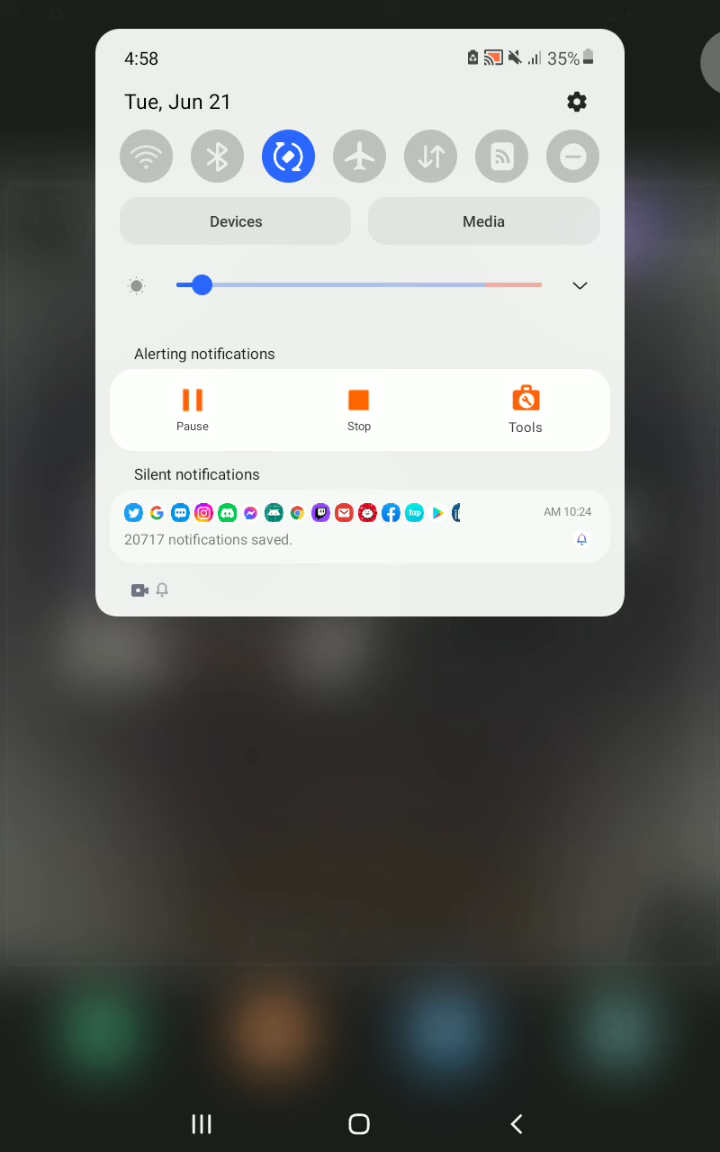 4:58
35%
Tue, Jun 21
Devices
Media
Alerting notifications
Pause
Stop
Tools
Silent notifications
Top
AM 10:24
20717 notifications saved.